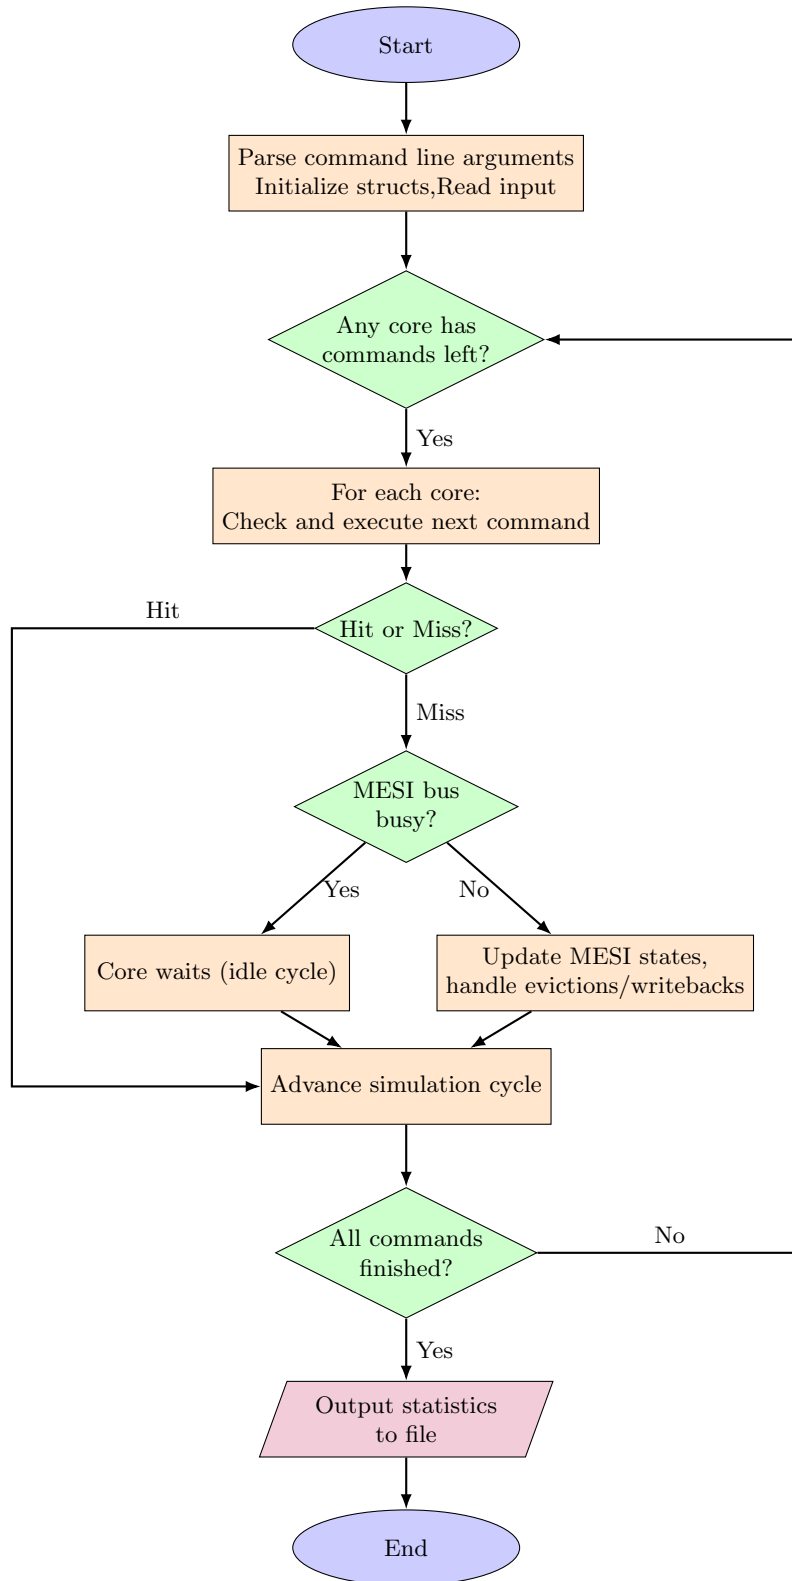 Start
Parse command line arguments
Initialize structs,Read input
Any core has
commands left?
Yes
For each core:
Check and execute next command
Hit
Hit or Miss?
Miss
MESI bus
busy?
Yes
No
Core waits (idle cycle)
Update MESI states,
handle evictions/writebacks
Advance simulation cycle
All commands
finished?
No
Yes
Output statistics
to file
End